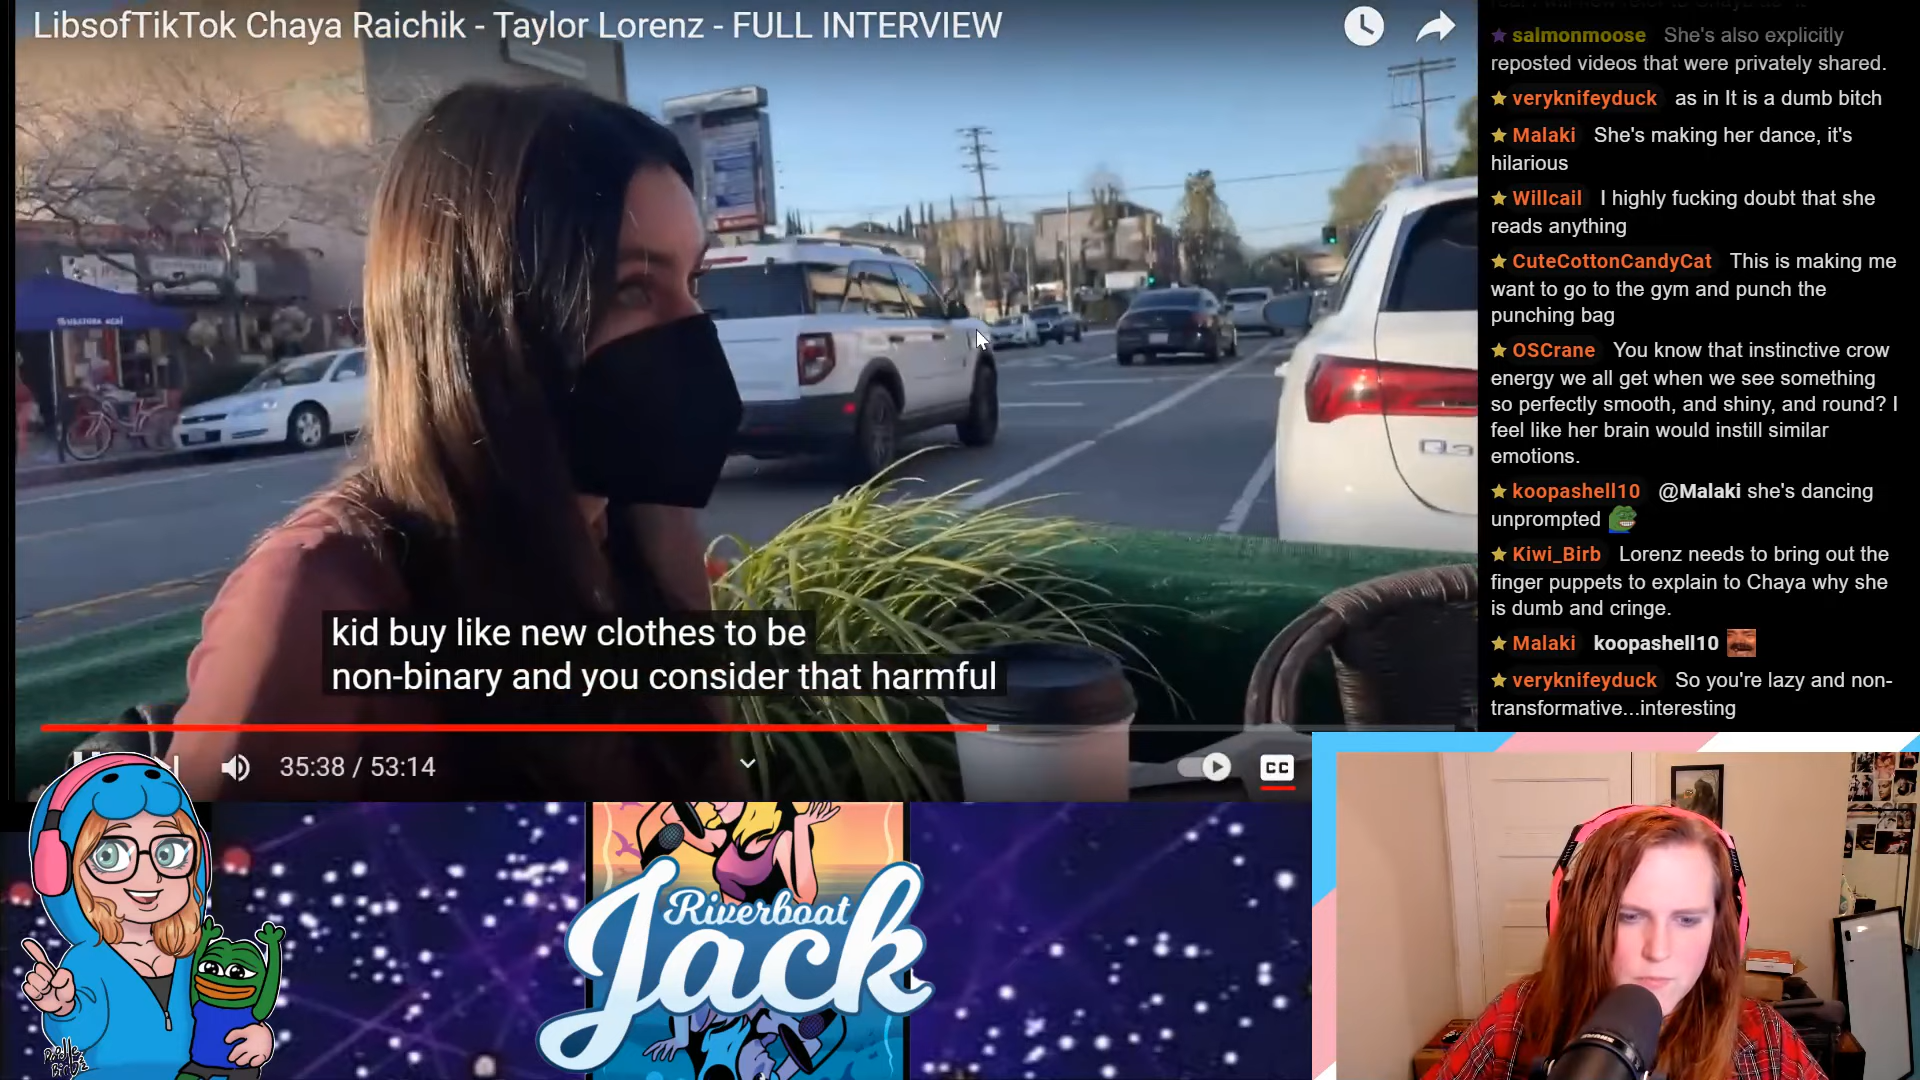 LibsofTikTok Chaya Raichik - Taylor Lorenz - FULL INTERVIEW
kid buy like new clothes to be
non-binary and you consider that harmful
35:38 / 53:14
CC
salmonmoose She's also explicitly
reposted videos that were privately shared.
veryknifeyduck as in It is a dumb bitch
Malaki She's making her dance, it's
hilarious
Willcail I highly fucking doubt that she
reads anything
CuteCottonCandyCat This is making me
want to go to the gym and punch the
punching bag
OSCrane You know that instinctive crow
energy we all get when we see something
so perfectly smooth, and shiny, and round? I
feel like her brain would instill similar
emotions.
koopashell10 @Malaki she's dancing
unprompted
Kiwi_Birb Lorenz needs to bring out the
finger puppets to explain to Chaya why she
is dumb and cringe.
Malaki koopashell10
veryknifeyduck So you're lazy and non-
transformative...interesting
Riverboat
Jack